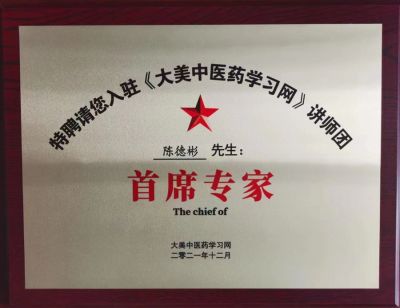 特聘请您入驻《大美中医药学习网》讲师团
陈德彬 先生：
首席专家
The chief of
大美中医药学习网
二零二一年十二月